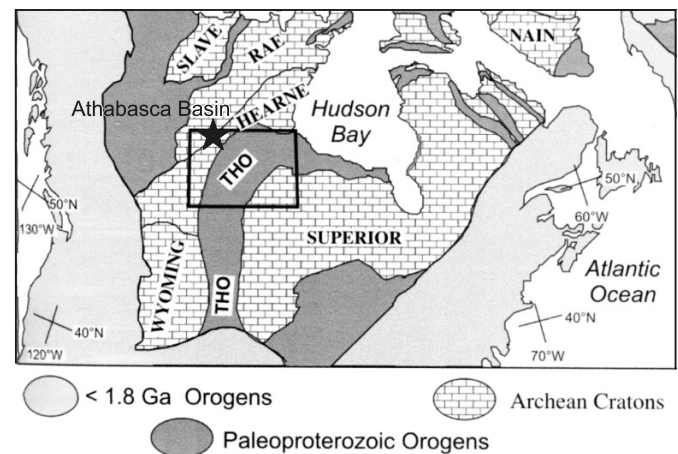 SLAVE
RAE
NAIN
Athabasca Basin
HEARNE
Hudson
Bay
THO
50°N
130°W
50°N
60°W
SUPERIOR
WYOMING
THO
Atlantic
Ocean
40°N
120°W
40°N
70°W
< 1.8 Ga Orogens
Archean Cratons
Paleoproterozoic Orogens